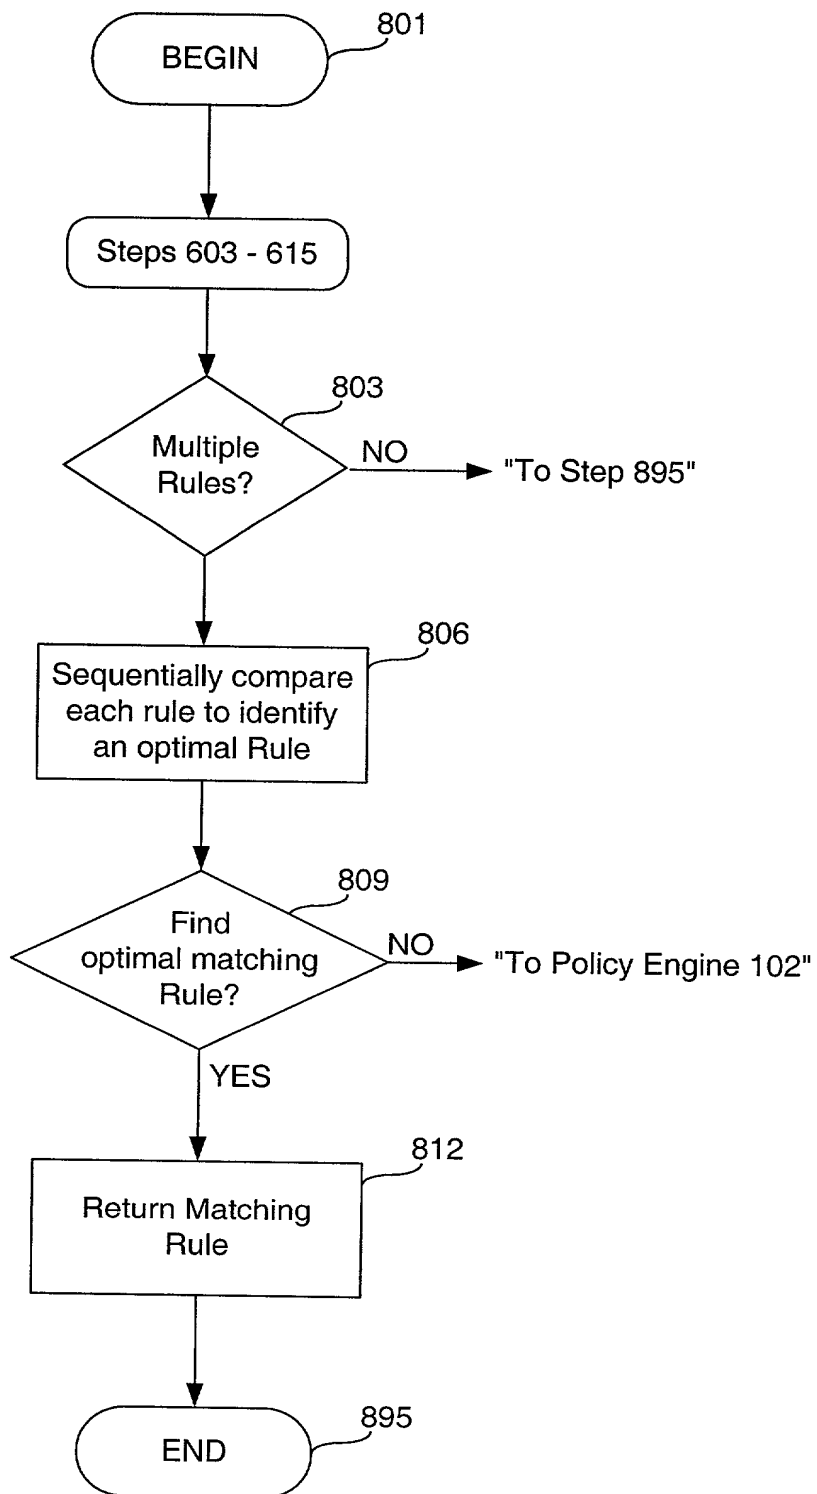 801
BEGIN
Steps 603 - 615
803
Multiple
Rules?
NO
"To Step 895"
806
Sequentially compare
each rule to identify
an optimal Rule
809
Find
optimal matching
Rule?
NO
"To Policy Engine 102"
YES
812
Return Matching
Rule
895
END